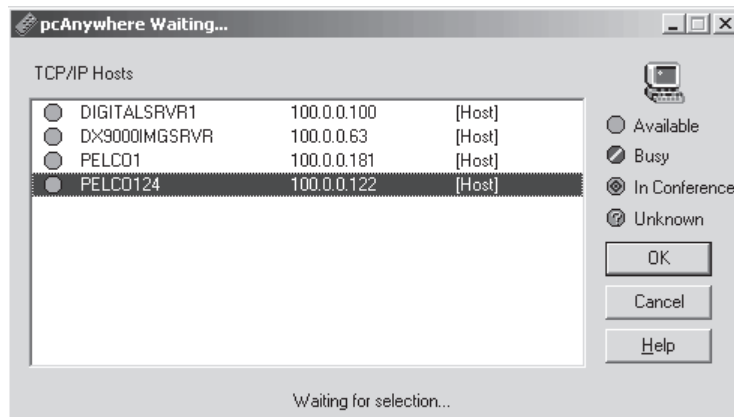 pcAnywhere Waiting...
TCP/IP Hosts
DIGITALSRVR1 100.0.0.100 [Host]
DX9000IMGSRVR 100.0.0.63 [Host]
PELCO1 100.0.0.181 [Host]
PELCO124 100.0.0.122 [Host]
Available
Busy
In Conference
Unknown
OK
Cancel
Help
Waiting for selection...